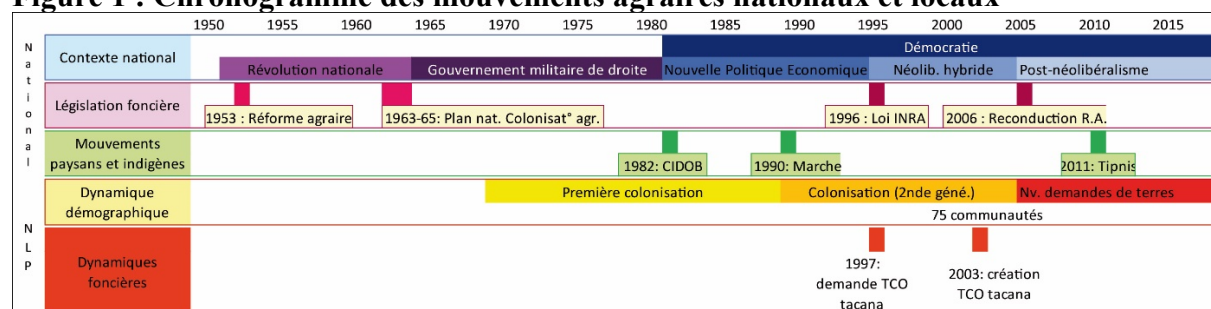 Figure 1 : Chronogramme des mouvements agraires nationaux et locaux
1950 1955 1960 1965 1970 1975 1980 1985 1990 1995 2000 2005 2010 2015
National
Contexte national
Démocratie
Révolution nationale
Gouvernement militaire de droite
Nouvelle Politique Economique
Néolib. hybride
Post-néolibéralisme
Législation foncière
1953 : Réforme agraire
1963-65: Plan nat. Colonisat° agr.
1996 : Loi INRA
2006 : Reconduction R.A.
Mouvements
paysans et indigènes
1982: CIDOB
1990: Marche
2011: Tipnis
Dynamique
démographique
Première colonisation
Colonisation (2nde géné.)
Nv. demandes de terres
75 communautés
NLP
Dynamiques
foncières
1997:
demande TCO
tacana
2003: création
TCO tacana